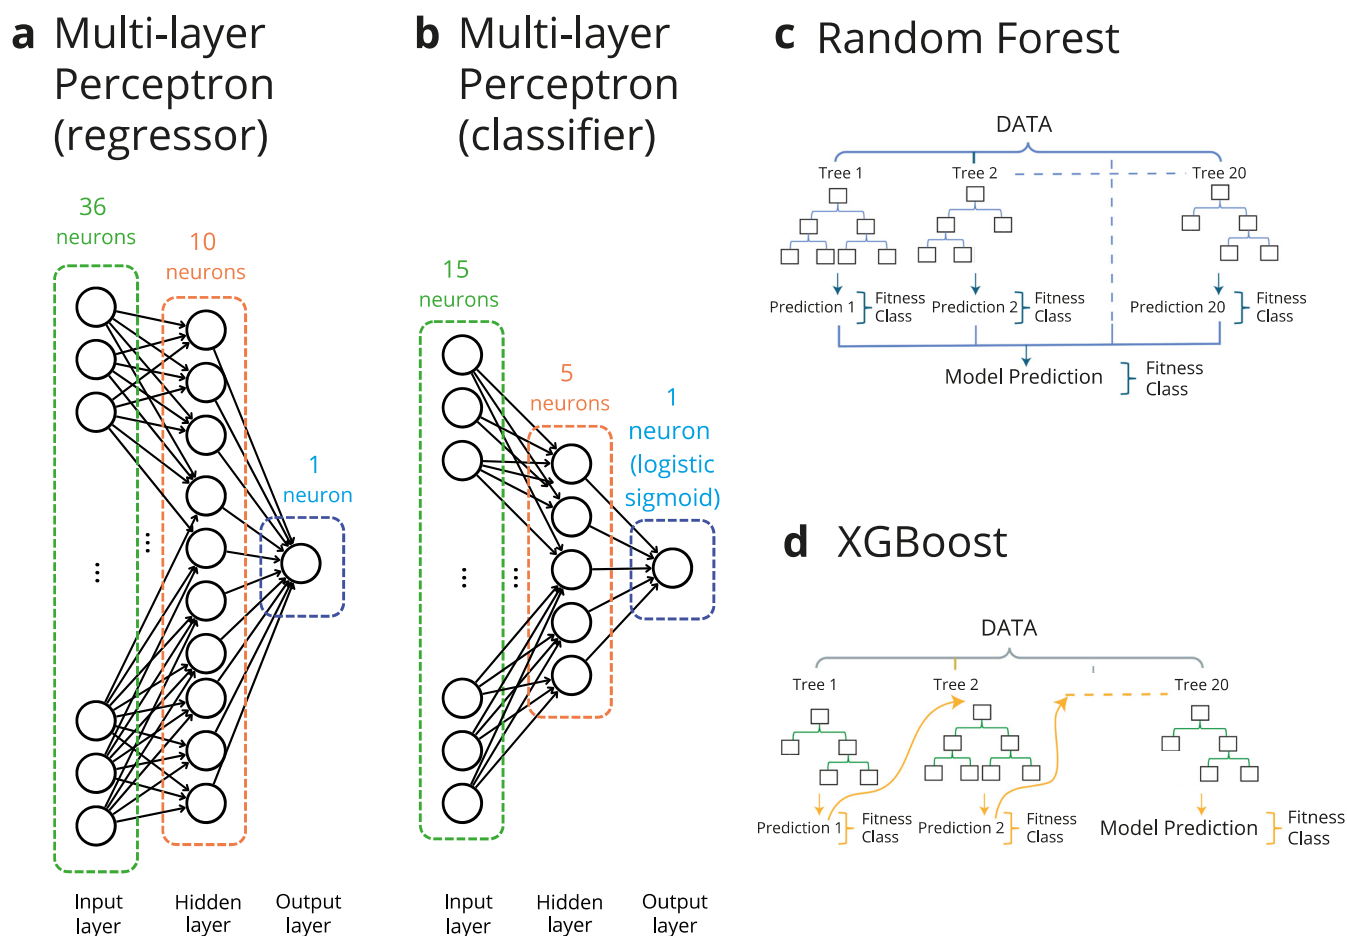 a Multi-layer
Perceptron
(regressor)
36
neurons
10
neurons
1
neuron
...
...
Input
layer
Hidden
layer
Output
layer
b Multi-layer
Perceptron
(classifier)
15
neurons
5
neurons
1
neuron
(logistic
sigmoid)
...
...
Input
layer
Hidden
layer
Output
layer
c Random Forest
DATA
Tree 1
Tree 2
Tree 20
Prediction 1
Fitness
Class
Prediction 2
Fitness
Class
Prediction 20
Fitness
Class
Model Prediction
Fitness
Class
d XGBoost
DATA
Tree 1
Tree 2
Tree 20
Prediction 1
Fitness
Class
Prediction 2
Fitness
Class
Model Prediction
Fitness
Class